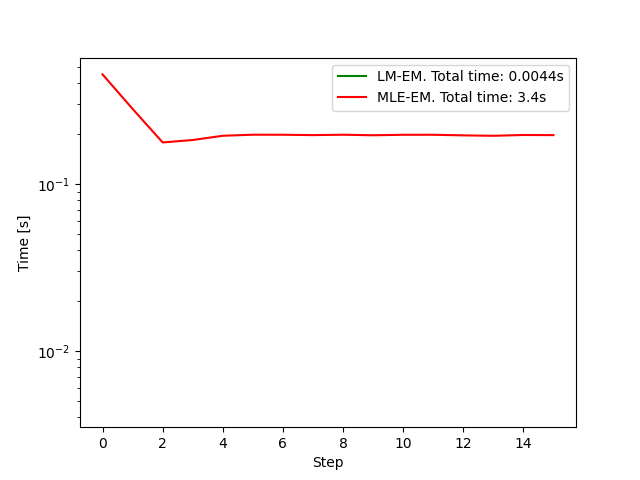 LM-EM. Total time: 0.0044s
MLE-EM. Total time: 3.4s
10⁻¹
10⁻²
Time [s]
0 2 4 6 8 10 12 14
Step